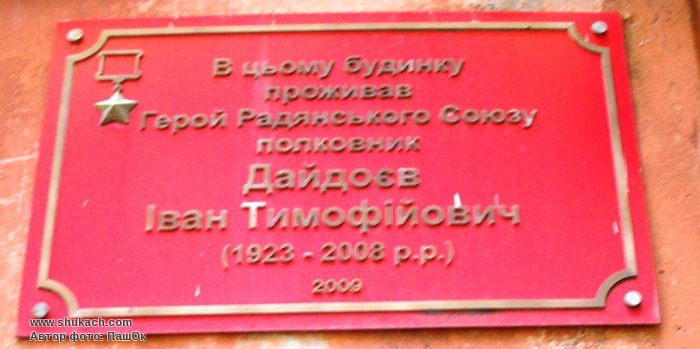 В цьому будинку
проживав
Герой Радянського Союзу
полковник
Дайдоєв
Іван Тимофійович
(1923 - 2008 р.р.)
2009
www.shukach.com
Автор фото: ПашОк